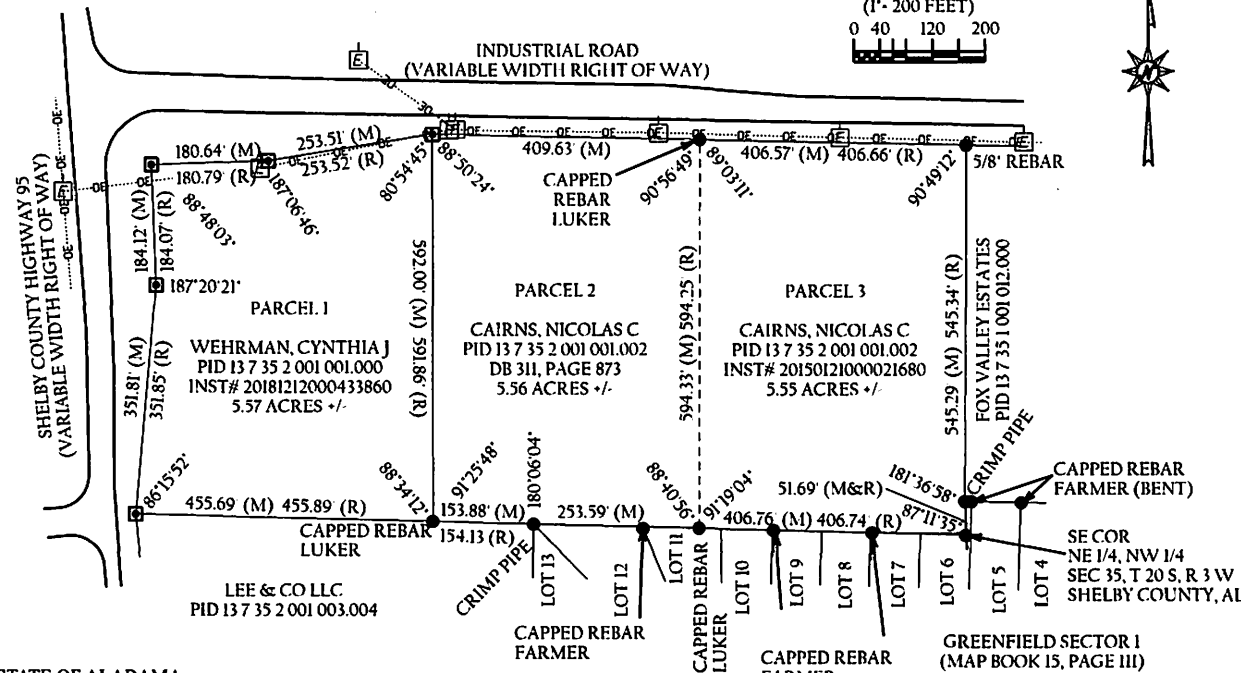 (1"- 200 FEET)
0 40 120 200
INDUSTRIAL ROAD
(VARIABLE WIDTH RIGHT OF WAY)
N
E
30
30
OE
SHELBY COUNTY HIGHWAY 95
(VARIABLE WIDTH RIGHT OF WAY)
180.64' (M)
180.79' (R)
253.51' (M)
253.52' (R)
409.63' (M)
406.57' (M) 406.66' (R)
5/8" REBAR
88°48'03"
187°06'46"
80°54'45"
88°50'24"
90°56'49"
89°03'11"
90°49'12"
CAPPED
REBAR
LUKER
184.12' (M)
184.07' (R)
187°20'21"
351.81' (M)
351.85' (R)
PARCEL 1
WEHRMAN, CYNTHIA J
PID 13 7 35 2 001 001.000
INST# 20181212000433860
5.57 ACRES +/-
592.00' (M) 591.86' (R)
PARCEL 2
CAIRNS, NICOLAS C
PID 13 7 35 2 001 001.002
DB 311, PAGE 873
5.56 ACRES +/-
594.33' (M) 594.25' (R)
PARCEL 3
CAIRNS, NICOLAS C
PID 13 7 35 2 001 001.002
INST# 20150121000021680
5.55 ACRES +/-
545.29 (M) 545.34' (R)
FOX VALLEY ESTATES
PID 13 7 35 1 001 012.000
86°15'52"
455.69' (M) 455.89' (R)
88°34'12"
91°25'48"
180°06'04"
CAPPED REBAR
LUKER
153.88' (M)
154.13 (R)
253.59' (M)
88°40'56"
91°19'04"
51.69' (M&R)
406.76' (M) 406.74' (R)
181°36'58"
87°11'35"
CRIMP PIPE
CAPPED REBAR
FARMER (BENT)
SE COR
NE 1/4, NW 1/4
SEC 35, T 20 S, R 3 W
SHELBY COUNTY, AL
LEE & CO LLC
PID 13 7 35 2 001 003.004
CRIMP PIPE
LOT 13
LOT 12
LOT 11
LOT 10
LOT 9
LOT 8
LOT 7
LOT 6
LOT 5
LOT 4
CAPPED REBAR
FARMER
CAPPED REBAR
LUKER
CAPPED REBAR
FARMER
GREENFIELD SECTOR 1
(MAP BOOK 15, PAGE 111)